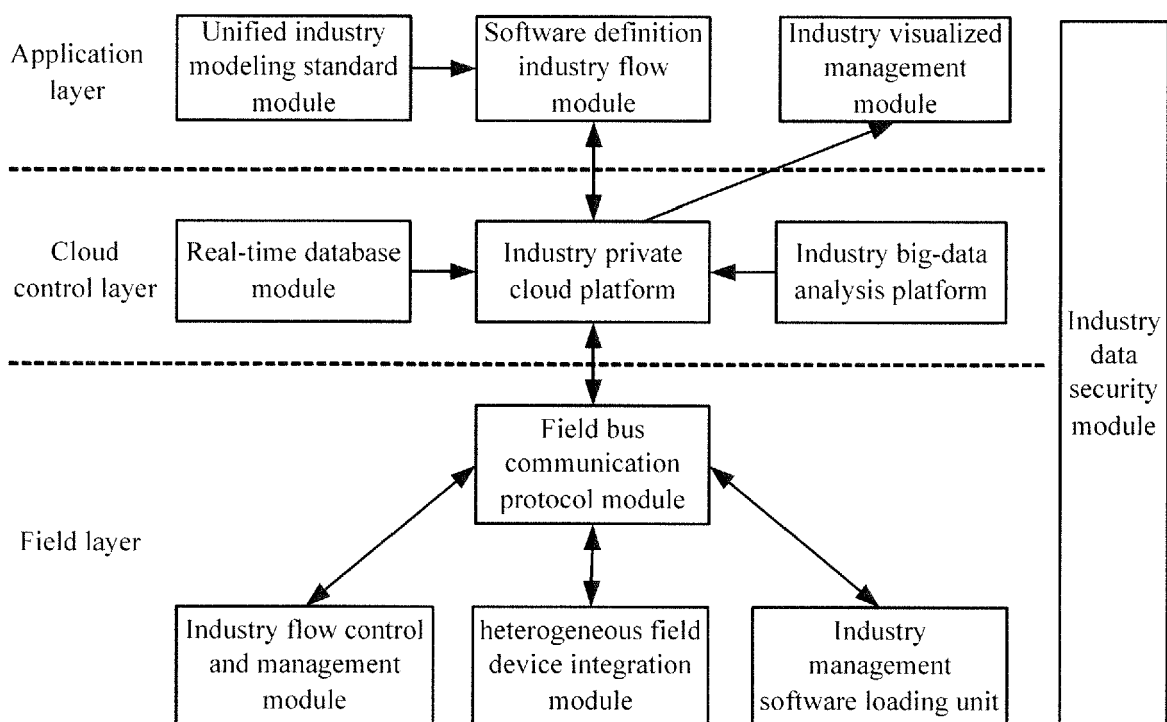 Application
layer
Unified industry
modeling standard
module
Software definition
industry flow
module
Industry visualized
management
module
Cloud
control layer
Real-time database
module
Industry private
cloud platform
Industry big-data
analysis platform
Industry
data
security
module
Field layer
Field bus
communication
protocol module
Industry flow control
and management
module
heterogeneous field
device integration
module
Industry
management
software loading unit